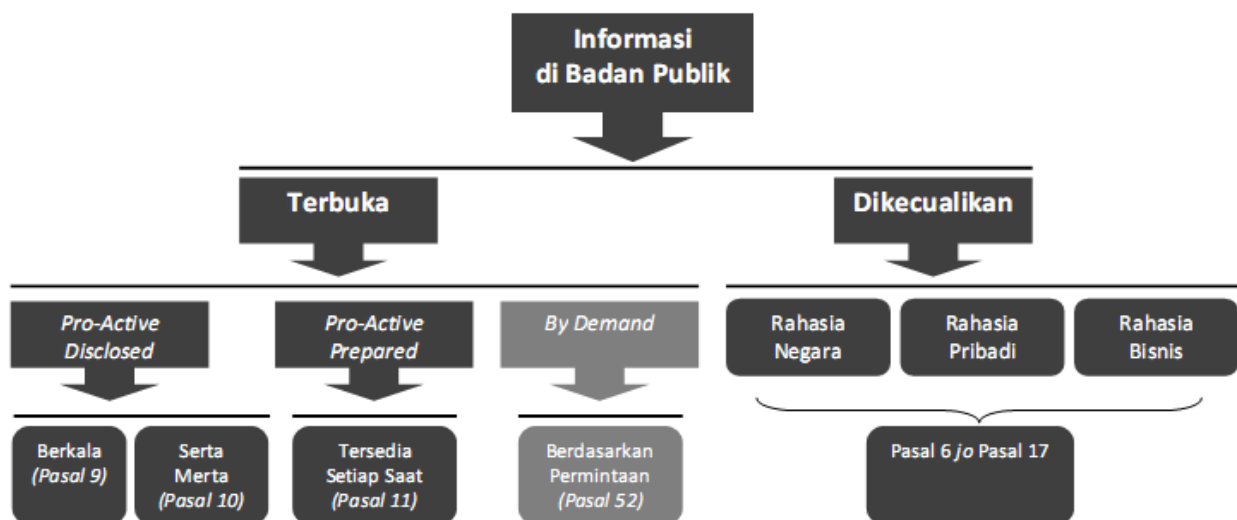 Informasi
di Badan Publik
Terbuka
Dikecualikan
Pro-Active
Disclosed
Pro-Active
Prepared
By Demand
Rahasia
Negara
Rahasia
Pribadi
Rahasia
Bisnis
Berkala
(Pasal 9)
Serta
Merta
(Pasal 10)
Tersedia
Setiap Saat
(Pasal 11)
Berdasarkan
Permintaan
(Pasal 52)
Pasal 6 jo Pasal 17